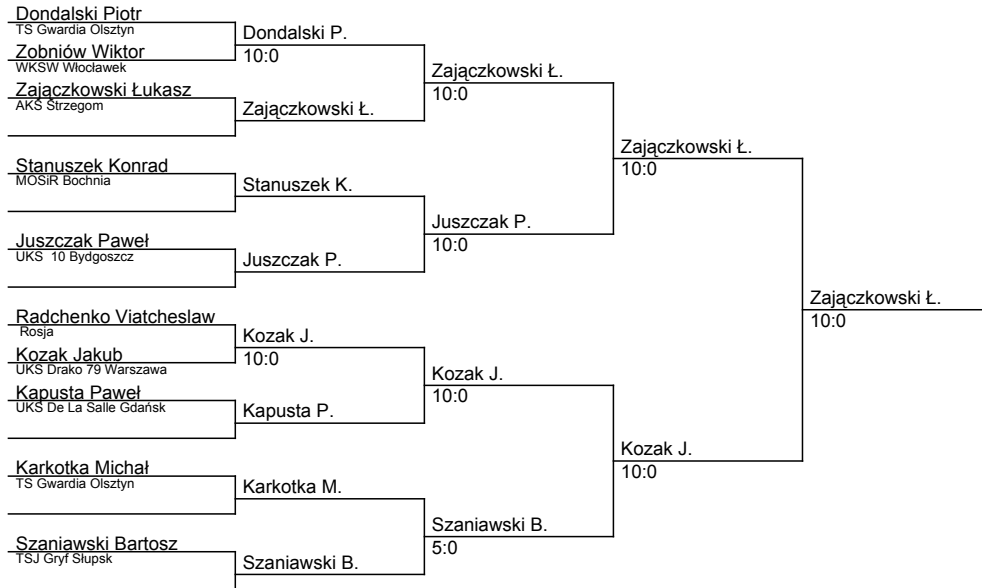 Dondalski Piotr
TS Gwardia Olsztyn
Zobniów Wiktor
WKSW Włocławek
Zajączkowski Łukasz
AKS Strzegom
Stanuszek Konrad
MOSiR Bochnia
Juszczak Paweł
UKS 10 Bydgoszcz
Radchenko Viatcheslaw
Rosja
Kozak Jakub
UKS Drako 79 Warszawa
Kapusta Paweł
UKS De La Salle Gdańsk
Karkotka Michał
TS Gwardia Olsztyn
Szaniawski Bartosz
TSJ Gryf Słupsk
Dondalski P.
10:0
Zajączkowski Ł.
Stanuszek K.
Juszczak P.
Kozak J.
10:0
Kapusta P.
Karkotka M.
Szaniawski B.
Zajączkowski Ł.
10:0
Juszczak P.
10:0
Kozak J.
10:0
Szaniawski B.
5:0
Zajączkowski Ł.
10:0
Kozak J.
10:0
Zajączkowski Ł.
10:0